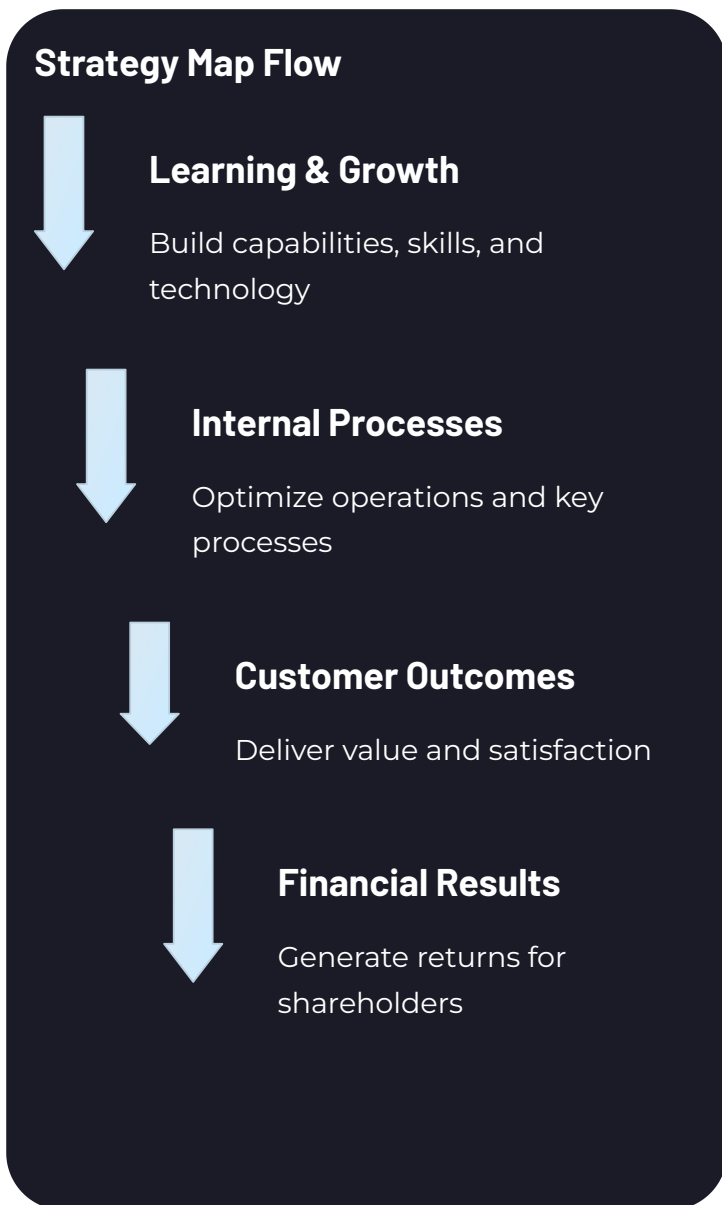 Strategy Map Flow
Learning & Growth
Build capabilities, skills, and
technology
Internal Processes
Optimize operations and key
processes
Customer Outcomes
Deliver value and satisfaction
Financial Results
Generate returns for
shareholders